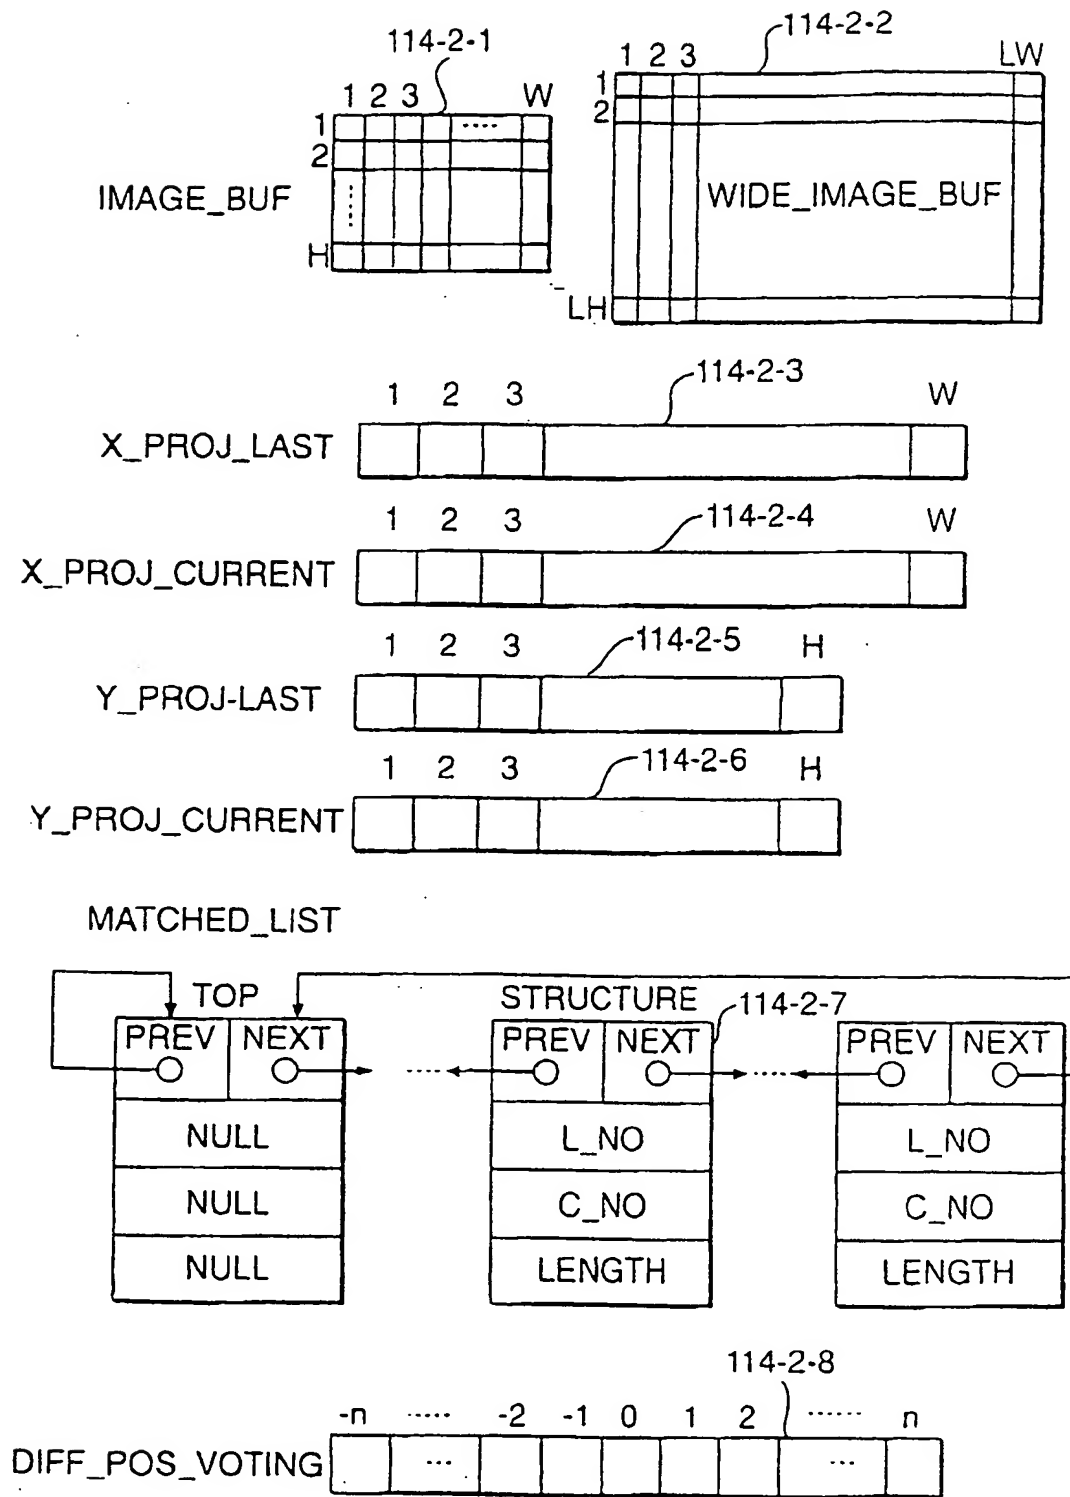 114-2-1
1 2 3 W
1 ....
2
IMAGE_BUF
H
114-2-2
1 2 3 LW
1
2
WIDE_IMAGE_BUF
LH
114-2-3
1 2 3 W
X_PROJ_LAST
114-2-4
1 2 3 W
X_PROJ_CURRENT
114-2-5
1 2 3 H
Y_PROJ-LAST
114-2-6
1 2 3 H
Y_PROJ_CURRENT
MATCHED_LIST
TOP
PREV NEXT
NULL
NULL
NULL
STRUCTURE
114-2-7
PREV NEXT
L_NO
C_NO
LENGTH
PREV NEXT
L_NO
C_NO
LENGTH
114-2-8
-n ..... -2 -1 0 1 2 ...... n
DIFF_POS_VOTING ... ...